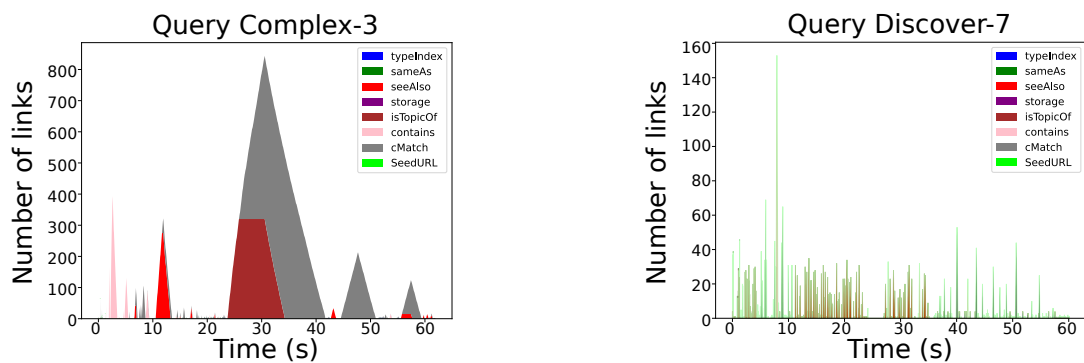 Query Complex-3
Number of links
800
700
600
500
400
300
200
100
0
typeIndex
sameAs
seeAlso
storage
isTopicOf
contains
cMatch
SeedURL
0 10 20 30 40 50 60
Time (s)
Query Discover-7
Number of links
160
140
120
100
80
60
40
20
0
typeIndex
sameAs
seeAlso
storage
isTopicOf
contains
cMatch
SeedURL
0 10 20 30 40 50 60
Time (s)